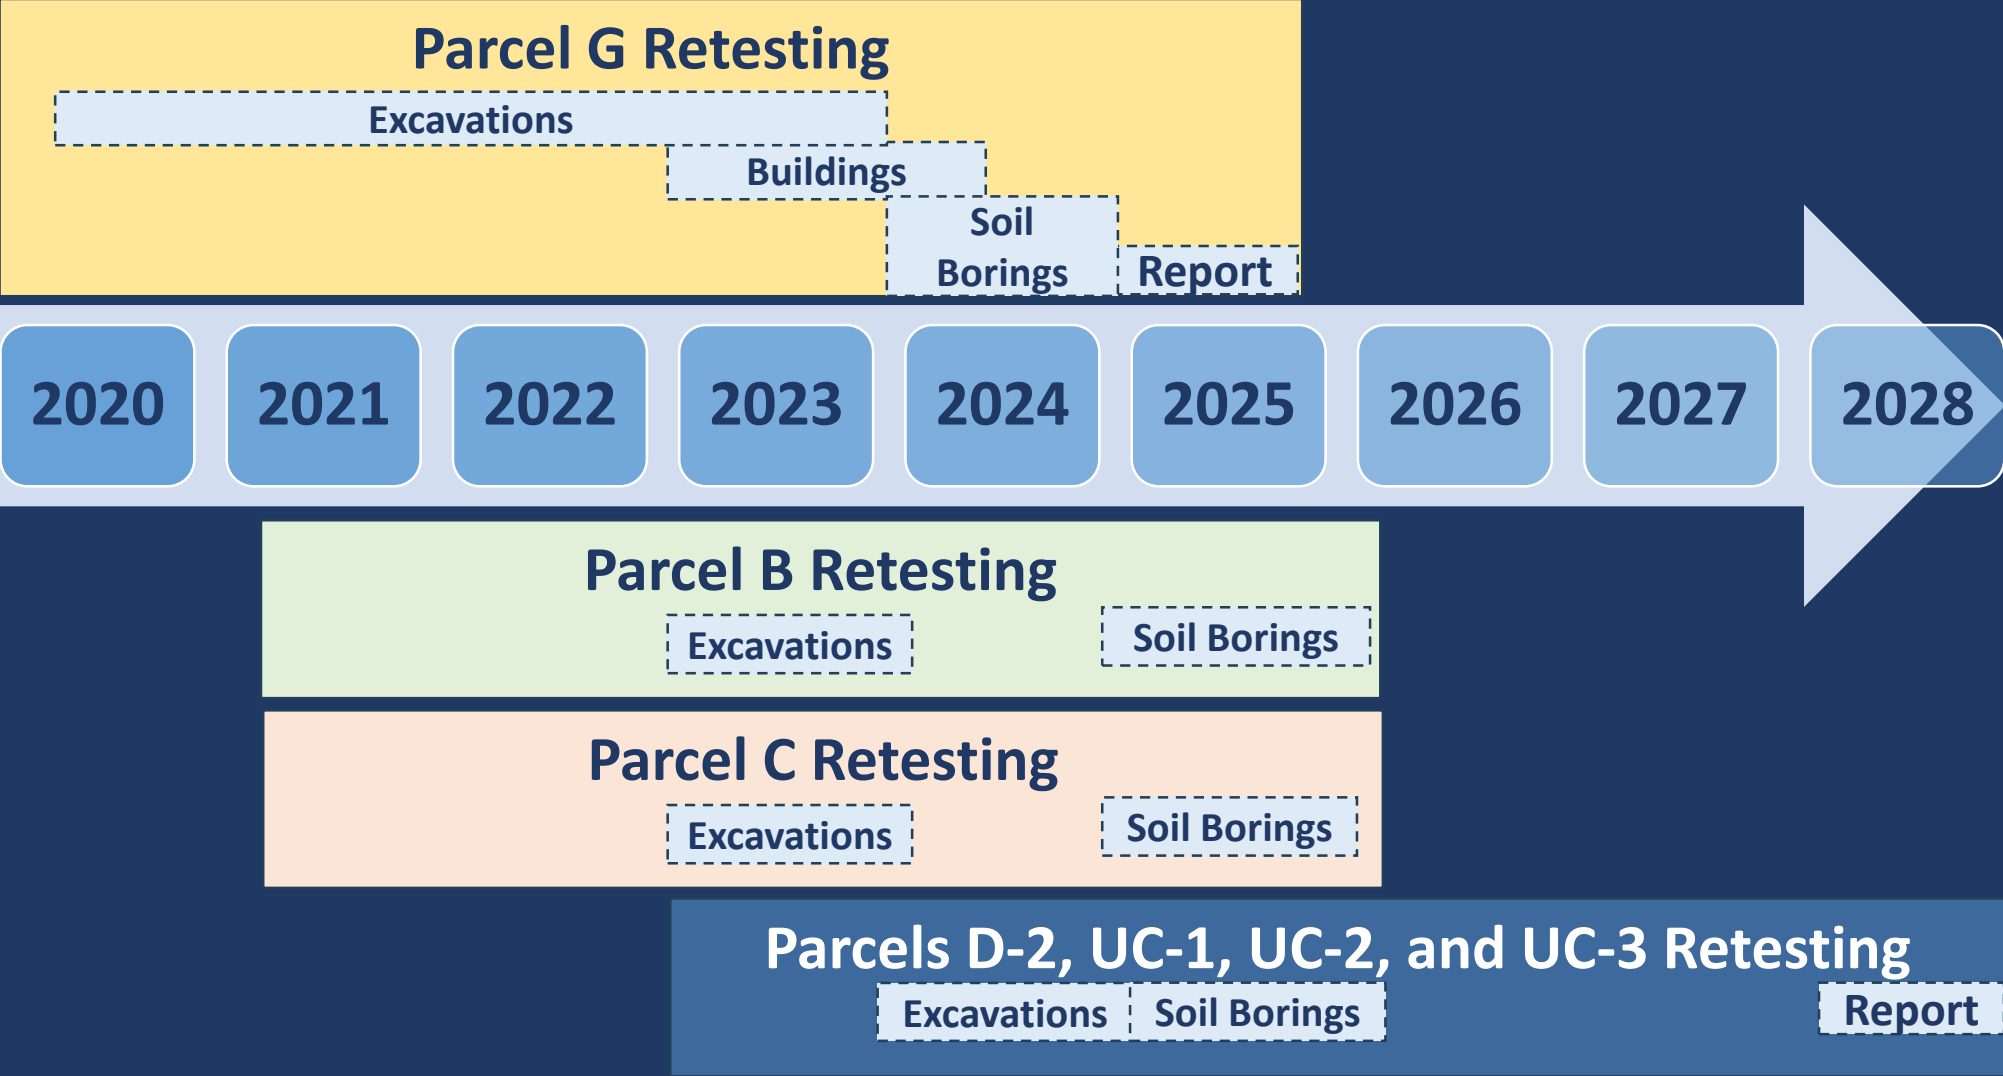 Parcel G Retesting
Excavations
Buildings
Soil
Borings
Report
2020 2021 2022 2023 2024 2025 2026 2027 2028
Parcel B Retesting
Excavations Soil Borings
Parcel C Retesting
Excavations Soil Borings
Parcels D-2, UC-1, UC-2, and UC-3 Retesting
Excavations Soil Borings Report